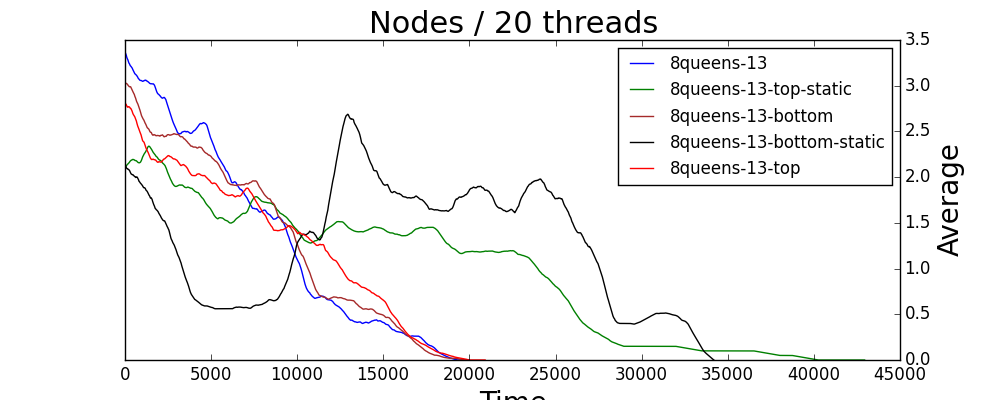 Nodes / 20 threads
8queens-13
8queens-13-top-static
8queens-13-bottom
8queens-13-bottom-static
8queens-13-top
3.5
3.0
2.5
2.0
1.5
1.0
0.5
0.0
Average
0 5000 10000 15000 20000 25000 30000 35000 40000 45000
Time